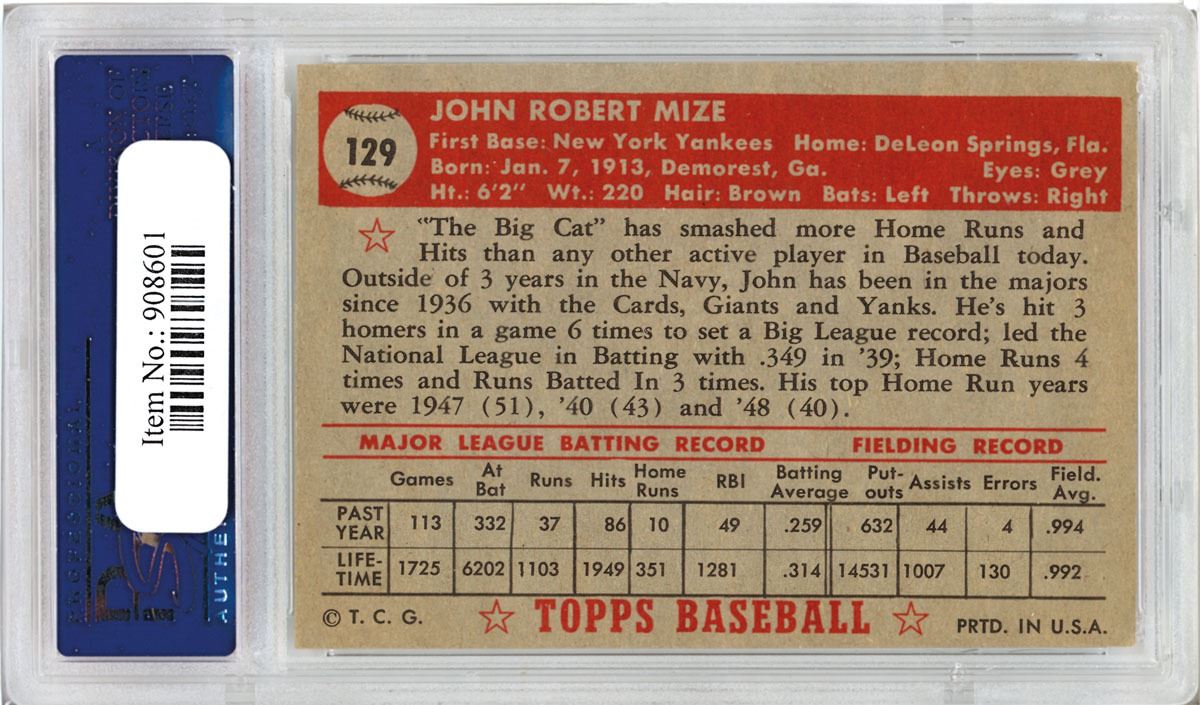 129
JOHN ROBERT MIZE
First Base: New York Yankees Home: DeLeon Springs, Fla.
Born: Jan. 7, 1913, Demorest, Ga. Eyes: Grey
Ht.: 6'2" Wt.: 220 Hair: Brown Bats: Left Throws: Right
"The Big Cat" has smashed more Home Runs and
Hits than any other active player in Baseball today.
Outside of 3 years in the Navy, John has been in the majors
since 1936 with the Cards, Giants and Yanks. He's hit 3
homers in a game 6 times to set a Big League record; led the
National League in Batting with .349 in '39; Home Runs 4
times and Runs Batted In 3 times. His top Home Run years
were 1947 (51), '40 (43) and '48 (40).
MAJOR LEAGUE BATTING RECORD FIELDING RECORD
Games At Bat Runs Hits Home Runs RBI Batting Average Put-outs Assists Errors Field. Avg.
PAST YEAR 113 332 37 86 10 49 .259 632 44 4 .994
LIFE-TIME 1725 6202 1103 1949 351 1281 .314 14531 1007 130 .992
© T. C. G. TOPPS BASEBALL PRTD. IN U.S.A.
Item No.: 908601
PROFESSIONAL